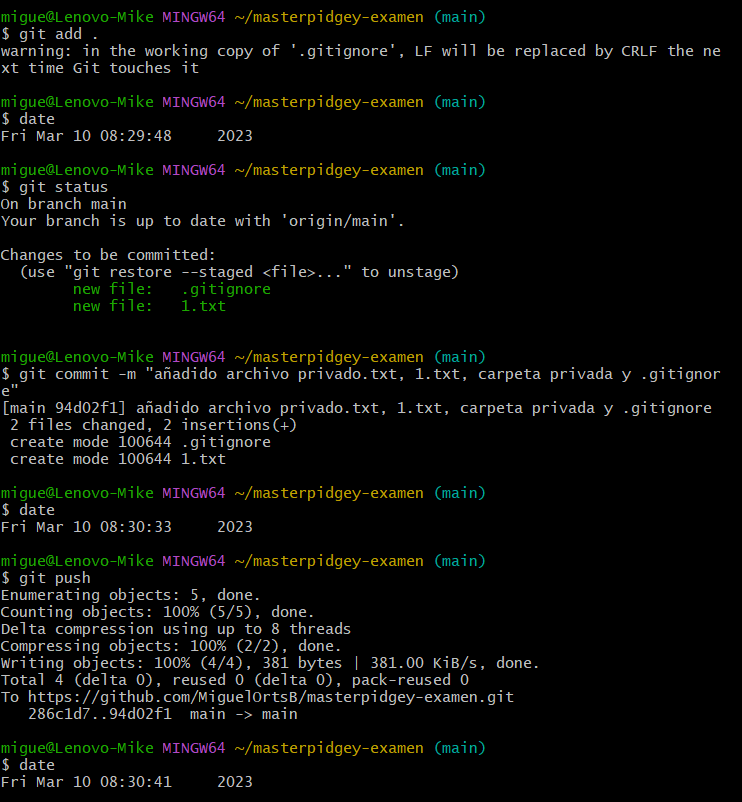 migue@Lenovo-Mike MINGW64 ~/masterpidgey-examen (main)
$ git add .
warning: in the working copy of '.gitignore', LF will be replaced by CRLF the ne
xt time Git touches it
migue@Lenovo-Mike MINGW64 ~/masterpidgey-examen (main)
$ date
Fri Mar 10 08:29:48     2023
migue@Lenovo-Mike MINGW64 ~/masterpidgey-examen (main)
$ git status
On branch main
Your branch is up to date with 'origin/main'.
Changes to be committed:
  (use "git restore --staged <file>..." to unstage)
        new file:   .gitignore
        new file:   1.txt
migue@Lenovo-Mike MINGW64 ~/masterpidgey-examen (main)
$ git commit -m "añadido archivo privado.txt, 1.txt, carpeta privada y .gitignor
e"
[main 94d02f1] añadido archivo privado.txt, 1.txt, carpeta privada y .gitignore
 2 files changed, 2 insertions(+)
 create mode 100644 .gitignore
 create mode 100644 1.txt
migue@Lenovo-Mike MINGW64 ~/masterpidgey-examen (main)
$ date
Fri Mar 10 08:30:33     2023
migue@Lenovo-Mike MINGW64 ~/masterpidgey-examen (main)
$ git push
Enumerating objects: 5, done.
Counting objects: 100% (5/5), done.
Delta compression using up to 8 threads
Compressing objects: 100% (2/2), done.
Writing objects: 100% (4/4), 381 bytes | 381.00 KiB/s, done.
Total 4 (delta 0), reused 0 (delta 0), pack-reused 0
To https://github.com/MiguelOrtsB/masterpidgey-examen.git
   286c1d7..94d02f1  main -> main
migue@Lenovo-Mike MINGW64 ~/masterpidgey-examen (main)
$ date
Fri Mar 10 08:30:41     2023